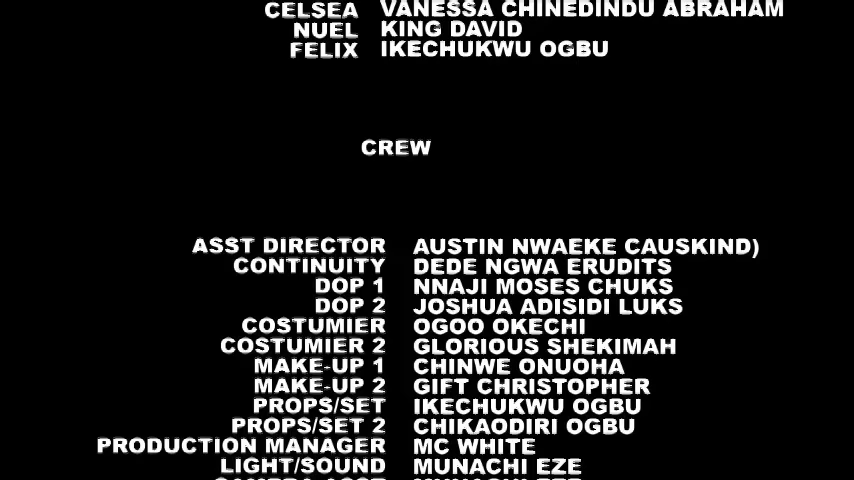 CELSEA VANESSA CHINEDINDU ABRAHAM
NUEL KING DAVID
FELIX IKECHUKWU OGBU
CREW
ASST DIRECTOR AUSTIN NWAEKE CAUSKIND)
CONTINUITY DEDE NGWA ERUDITS
DOP 1 NNAJI MOSES CHUKS
DOP 2 JOSHUA ADISIDI LUKS
COSTUMIER OGOO OKECHI
COSTUMIER 2 GLORIOUS SHEKIMAH
MAKE-UP 1 CHINWE ONUOHA
MAKE-UP 2 GIFT CHRISTOPHER
PROPS/SET IKECHUKWU OGBU
PROPS/SET 2 CHIKAODIRI OGBU
PRODUCTION MANAGER MC WHITE
LIGHT/SOUND MUNACHI EZE